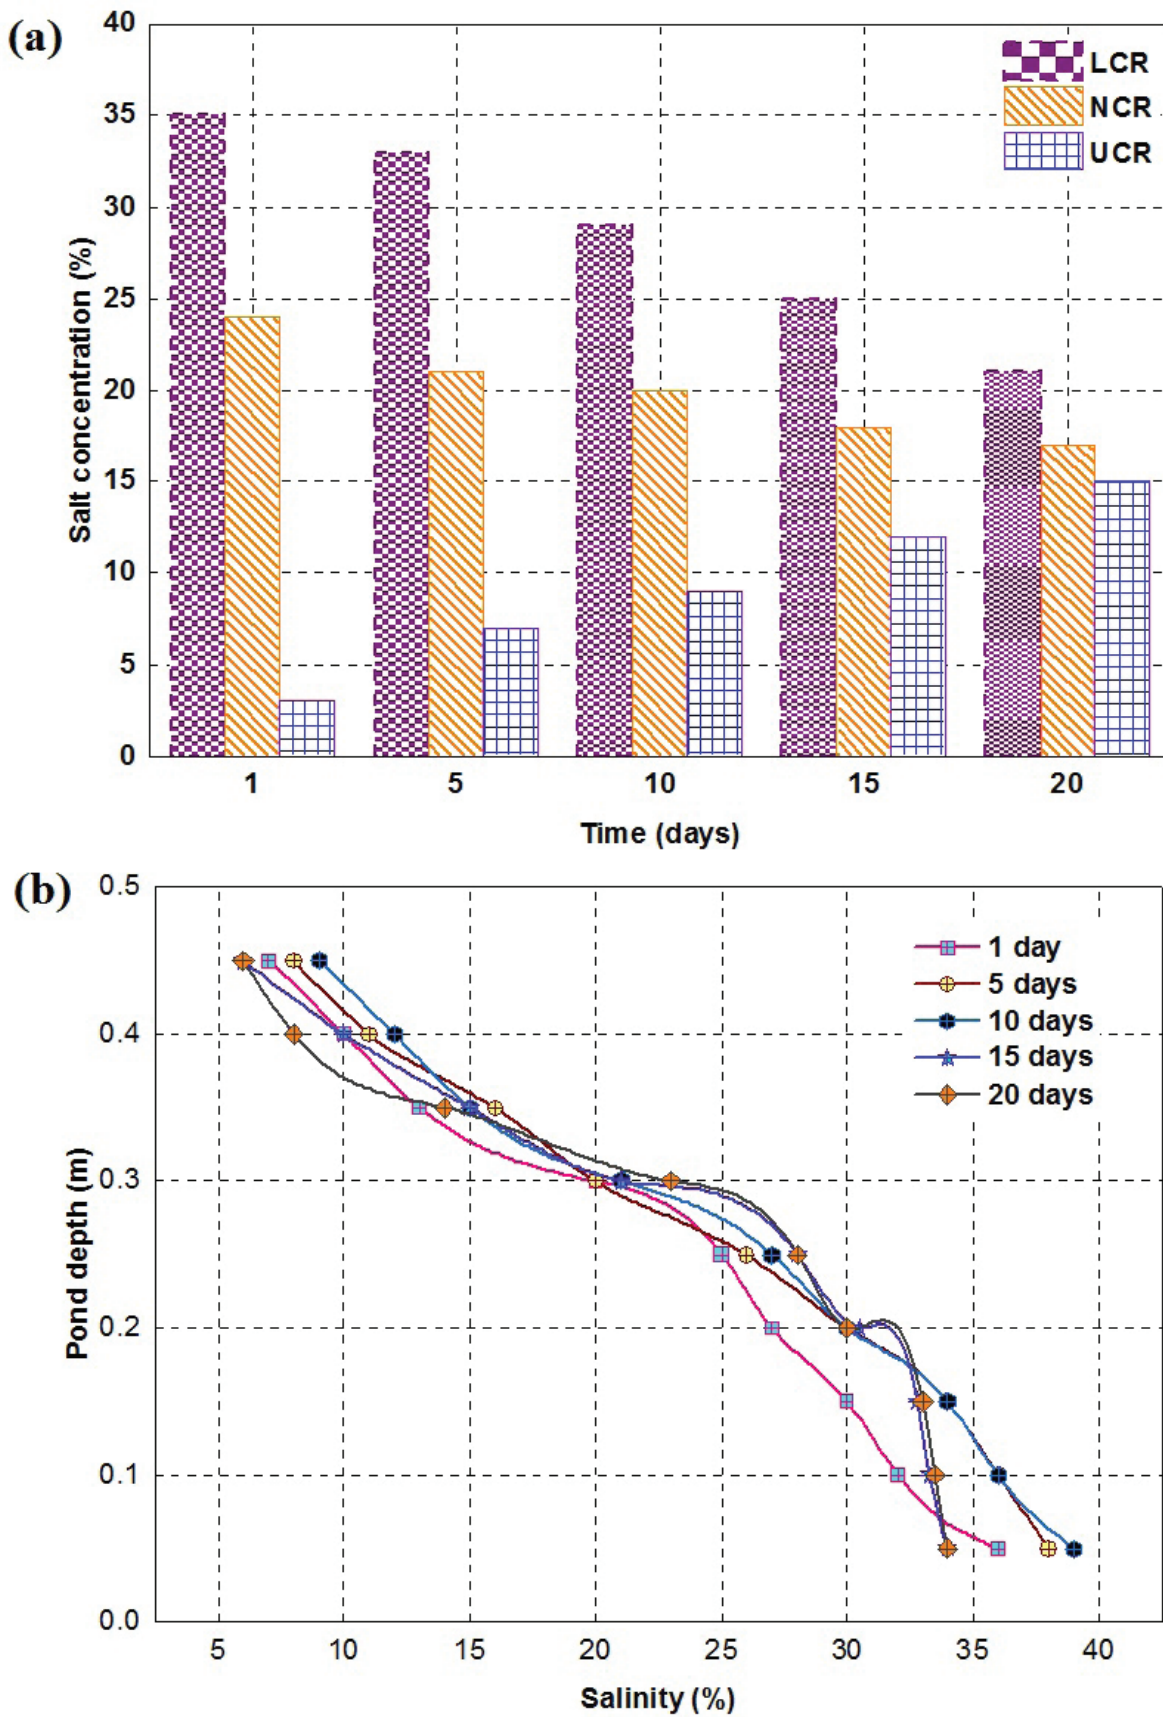 (a)
40
35
30
25
20
15
10
5
0
Salt concentration (%)
LCR
NCR
UCR
1 5 10 15 20
Time (days)
(b)
0.5
0.4
0.3
0.2
0.1
0.0
Pond depth (m)
1 day
5 days
10 days
15 days
20 days
5 10 15 20 25 30 35 40
Salinity (%)